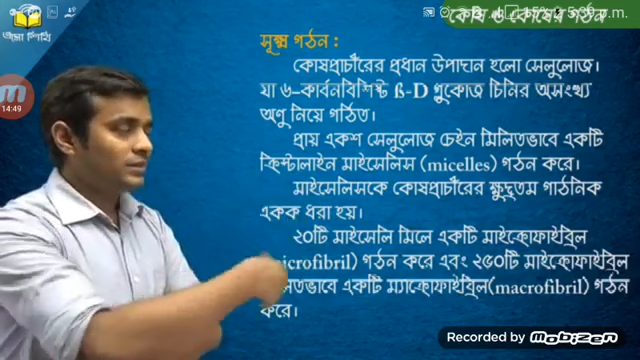 কোষ ও কোষের গঠন
এসো শিখি
14:49
সূক্ষ্ম গঠন :
কোষপ্রাচীরের প্রধান উপাদান হলো সেলুলোজ।
যা ৬-কার্বনবিশিষ্ট ß-D গ্লুকোজ চিনির অসংখ্য
অণু নিয়ে গঠিত।
প্রায় একশ সেলুলোজ চেইন মিলিতভাবে একটি
ক্রিস্টালাইন মাইসেলিস (micelles) গঠন করে।
মাইসেলিসকে কোষপ্রাচীরের ক্ষুদ্রতম গাঠনিক
একক ধরা হয়।
২০টি মাইসেলি মিলে একটি মাইক্রোফাইব্রিল
গঠন করে এবং ২৫০টি মাইক্রোফাইব্রিল
একটি ম্যাক্রোফাইব্রিল(macrofibril) গঠন
করে।
Recorded by mobizen